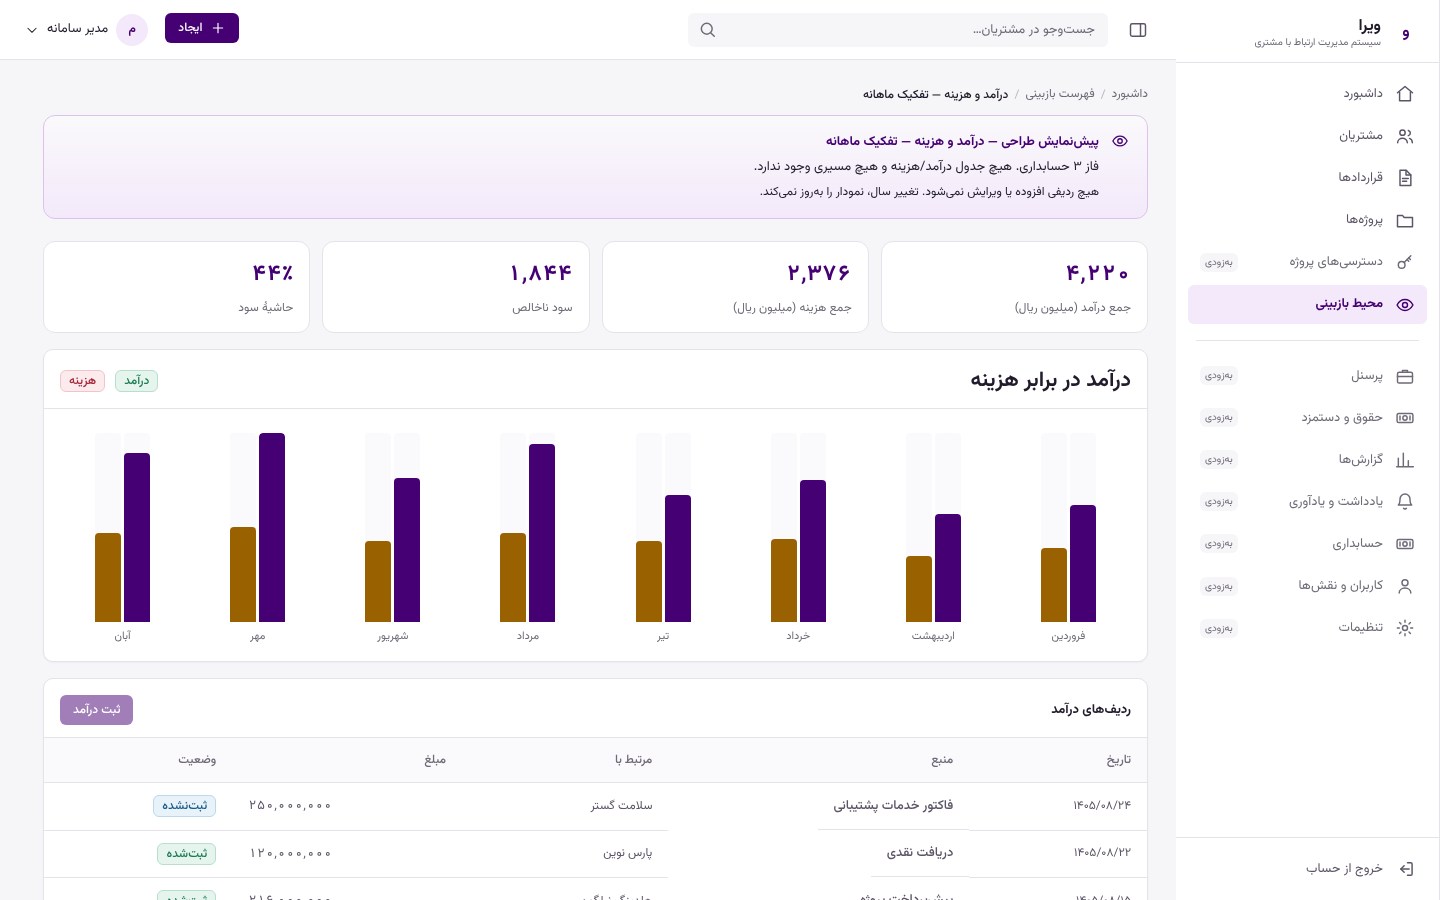 و
ویرا
سیستم مدیریت ارتباط با مشتری
داشبورد
مشتریان
قراردادها
پروژه‌ها
دسترسی‌های پروژه به‌زودی
محیط بازبینی
پرسنل به‌زودی
حقوق و دستمزد به‌زودی
گزارش‌ها به‌زودی
یادداشت و یادآوری به‌زودی
حسابداری به‌زودی
کاربران و نقش‌ها به‌زودی
تنظیمات به‌زودی
خروج از حساب
جست‌وجو در مشتریان…
ایجاد
م مدیر سامانه
داشبورد / فهرست بازبینی / درآمد و هزینه — تفکیک ماهانه
پیش‌نمایش طراحی — درآمد و هزینه — تفکیک ماهانه
فاز ۳ حسابداری. هیچ جدول درآمد/هزینه و هیچ مسیری وجود ندارد.
هیچ ردیفی افزوده یا ویرایش نمی‌شود. تغییر سال، نمودار را به‌روز نمی‌کند.
۴,۲۲۰
جمع درآمد (میلیون ریال)
۲,۳۷۶
جمع هزینه (میلیون ریال)
۱,۸۴۴
سود ناخالص
۴۴٪
حاشیهٔ سود
درآمد در برابر هزینه
درآمد هزینه
فروردین اردیبهشت خرداد تیر مرداد شهریور مهر آبان
ردیف‌های درآمد
ثبت درآمد
تاریخ منبع مرتبط با مبلغ وضعیت
۱۴۰۵/۰۸/۲۴ فاکتور خدمات پشتیبانی سلامت گستر ۲۵۰,۰۰۰,۰۰۰ ثبت‌نشده
۱۴۰۵/۰۸/۲۲ دریافت نقدی پارس نوین ۱۲۰,۰۰۰,۰۰۰ ثبت‌شده